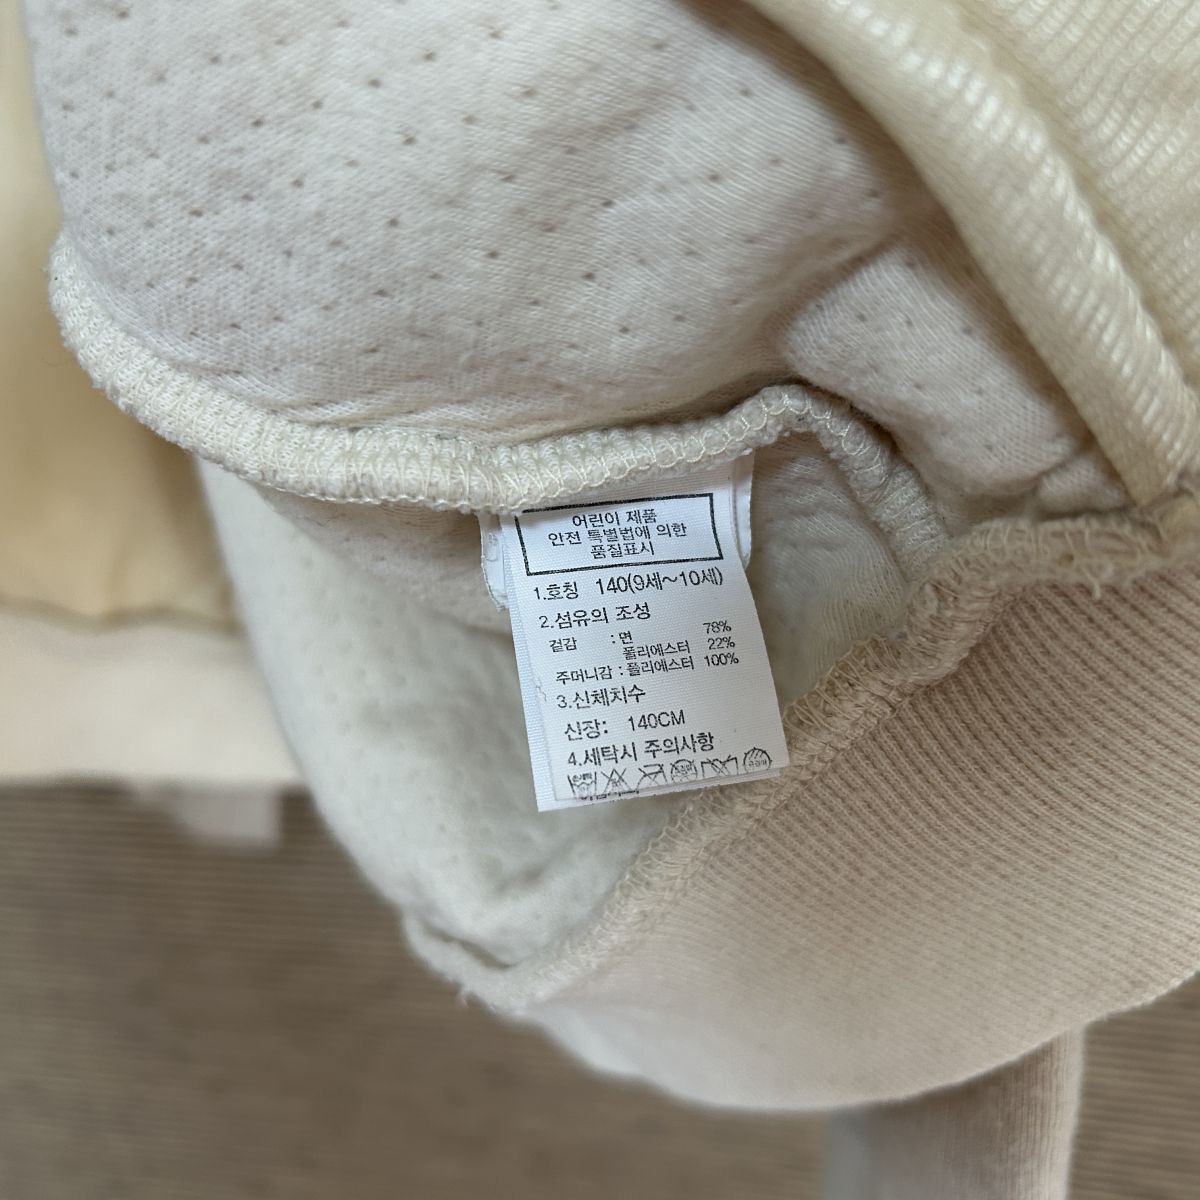 어린이 제품
안전 특별법에 의한
품질표시
1.호칭 140(9세~10세)
2.섬유의 조성
겉감 : 면 78%
폴리에스터 22%
주머니감 : 폴리에스터 100%
3.신체치수
신장: 140CM
4.세탁시 주의사항